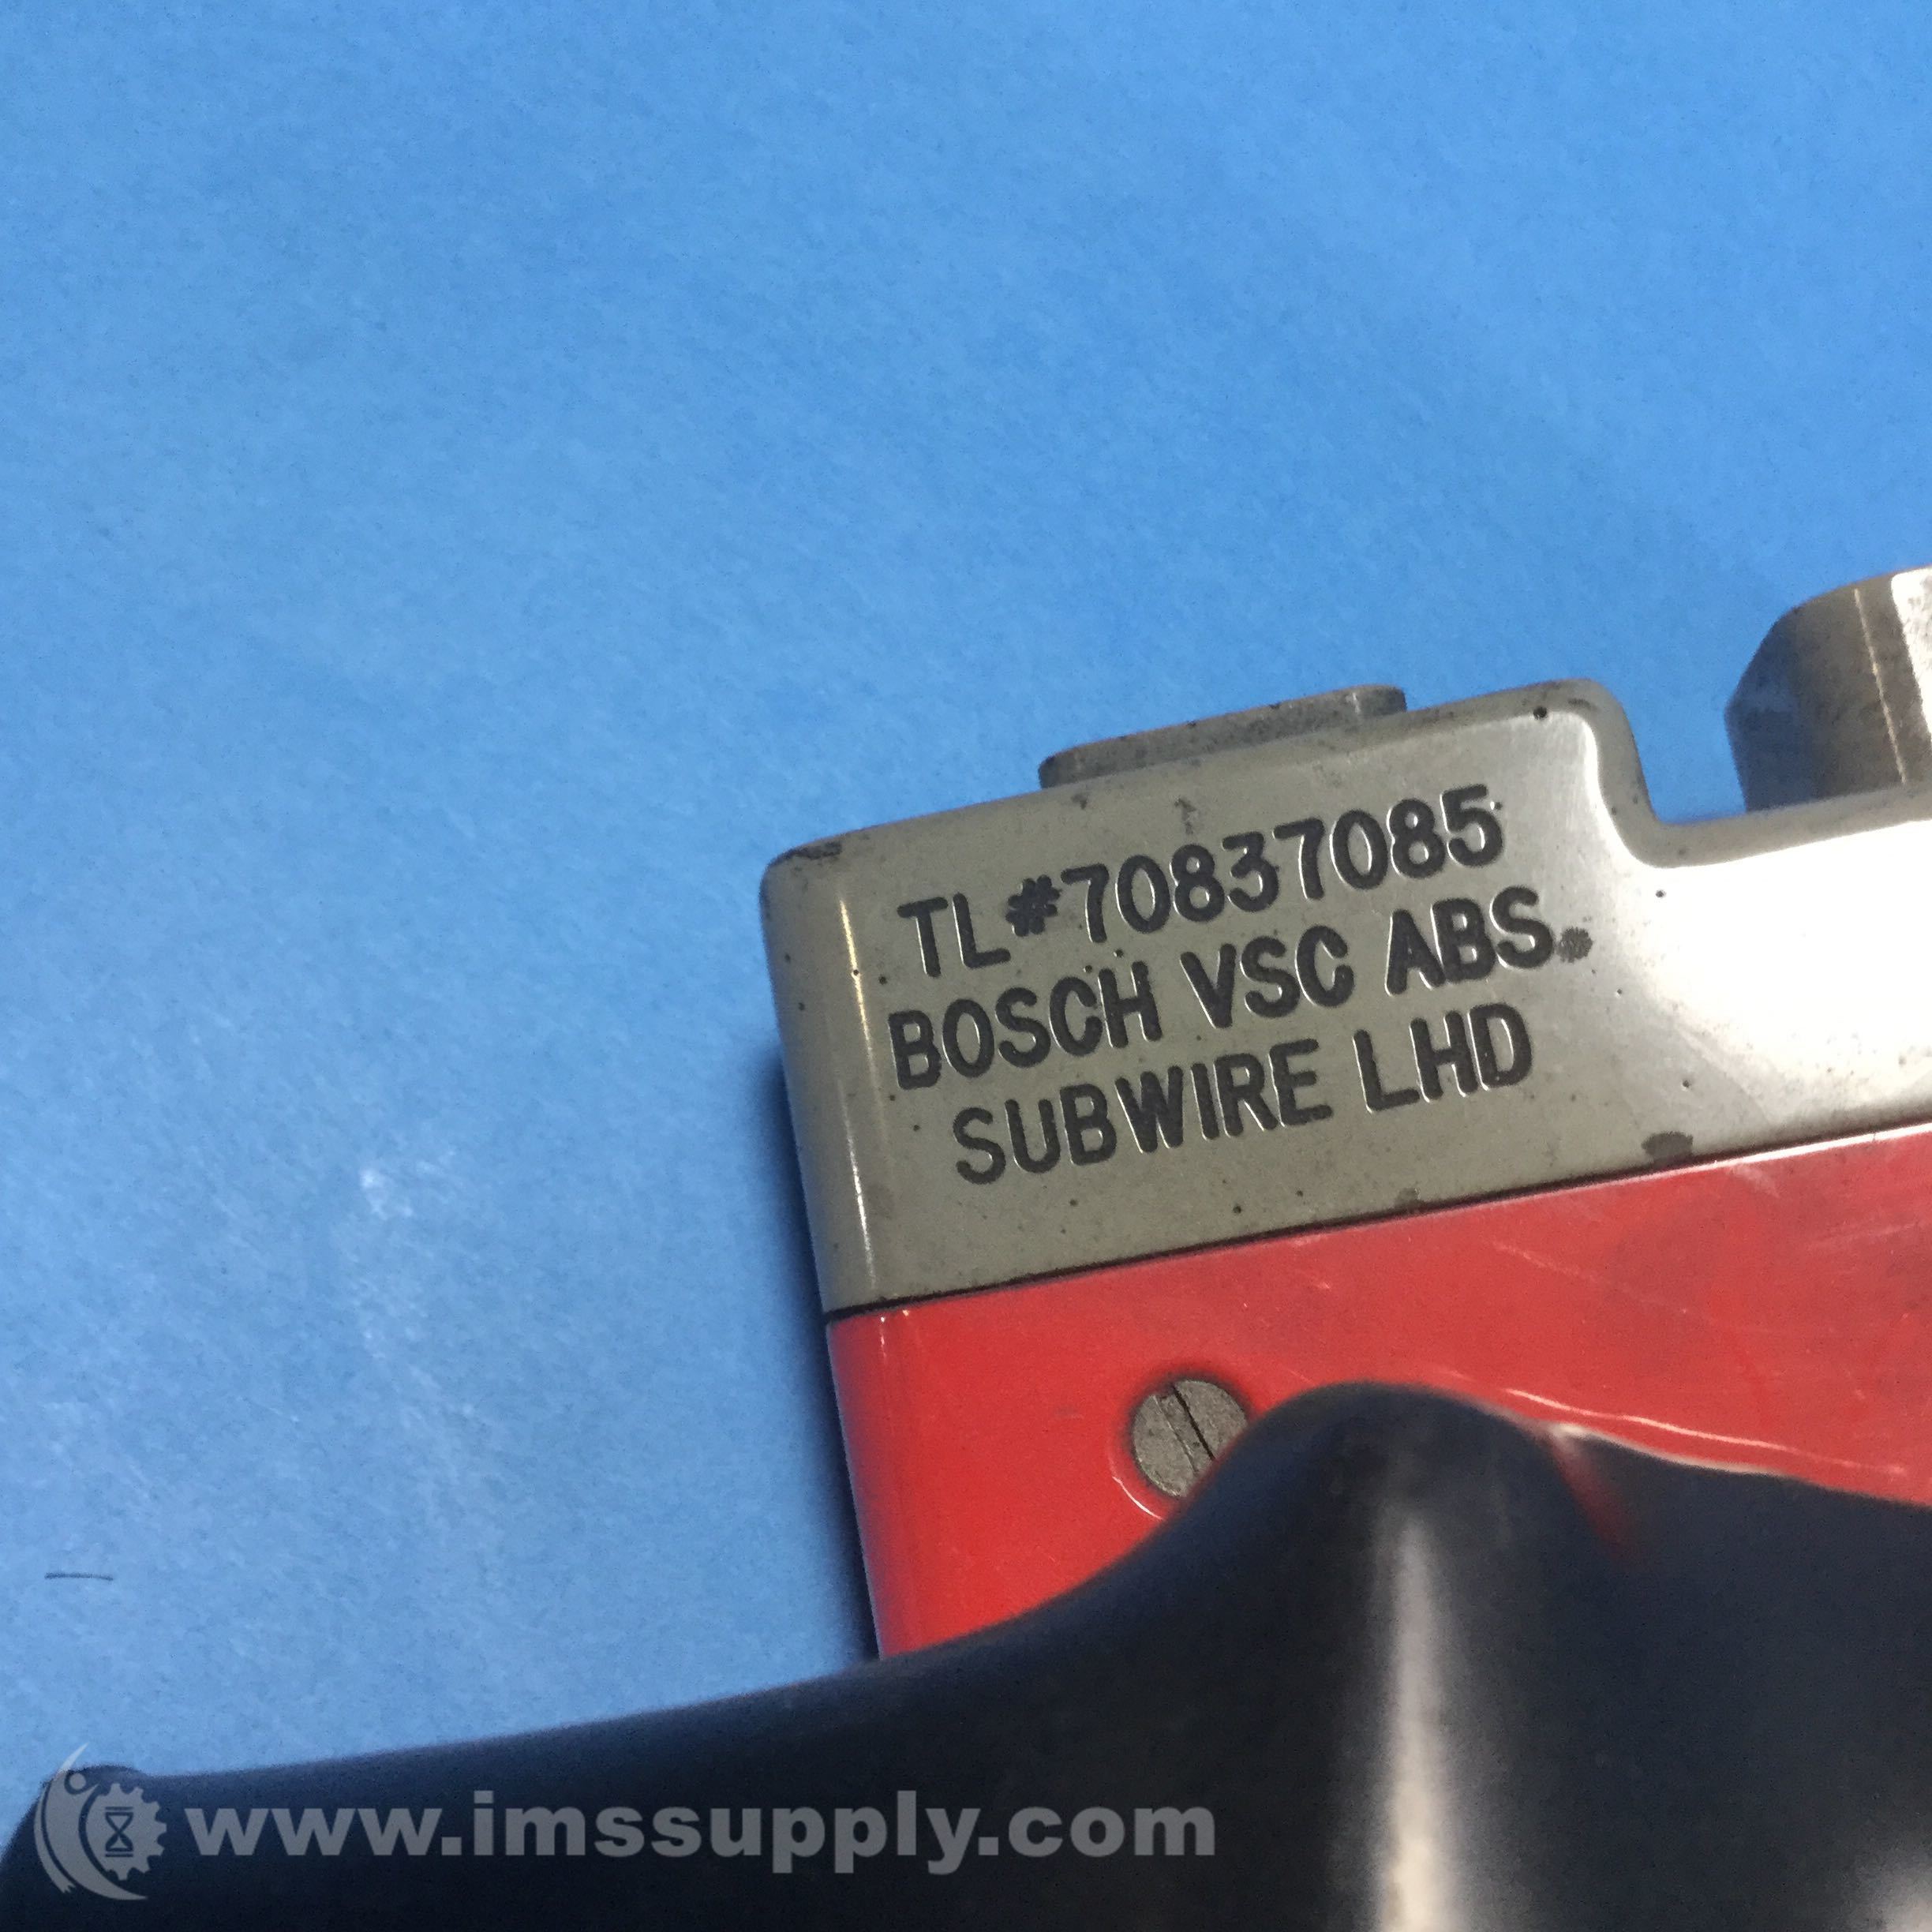 TL#70837085
BOSCH VSC ABS.
SUBWIRE LHD
www.imssupply.com